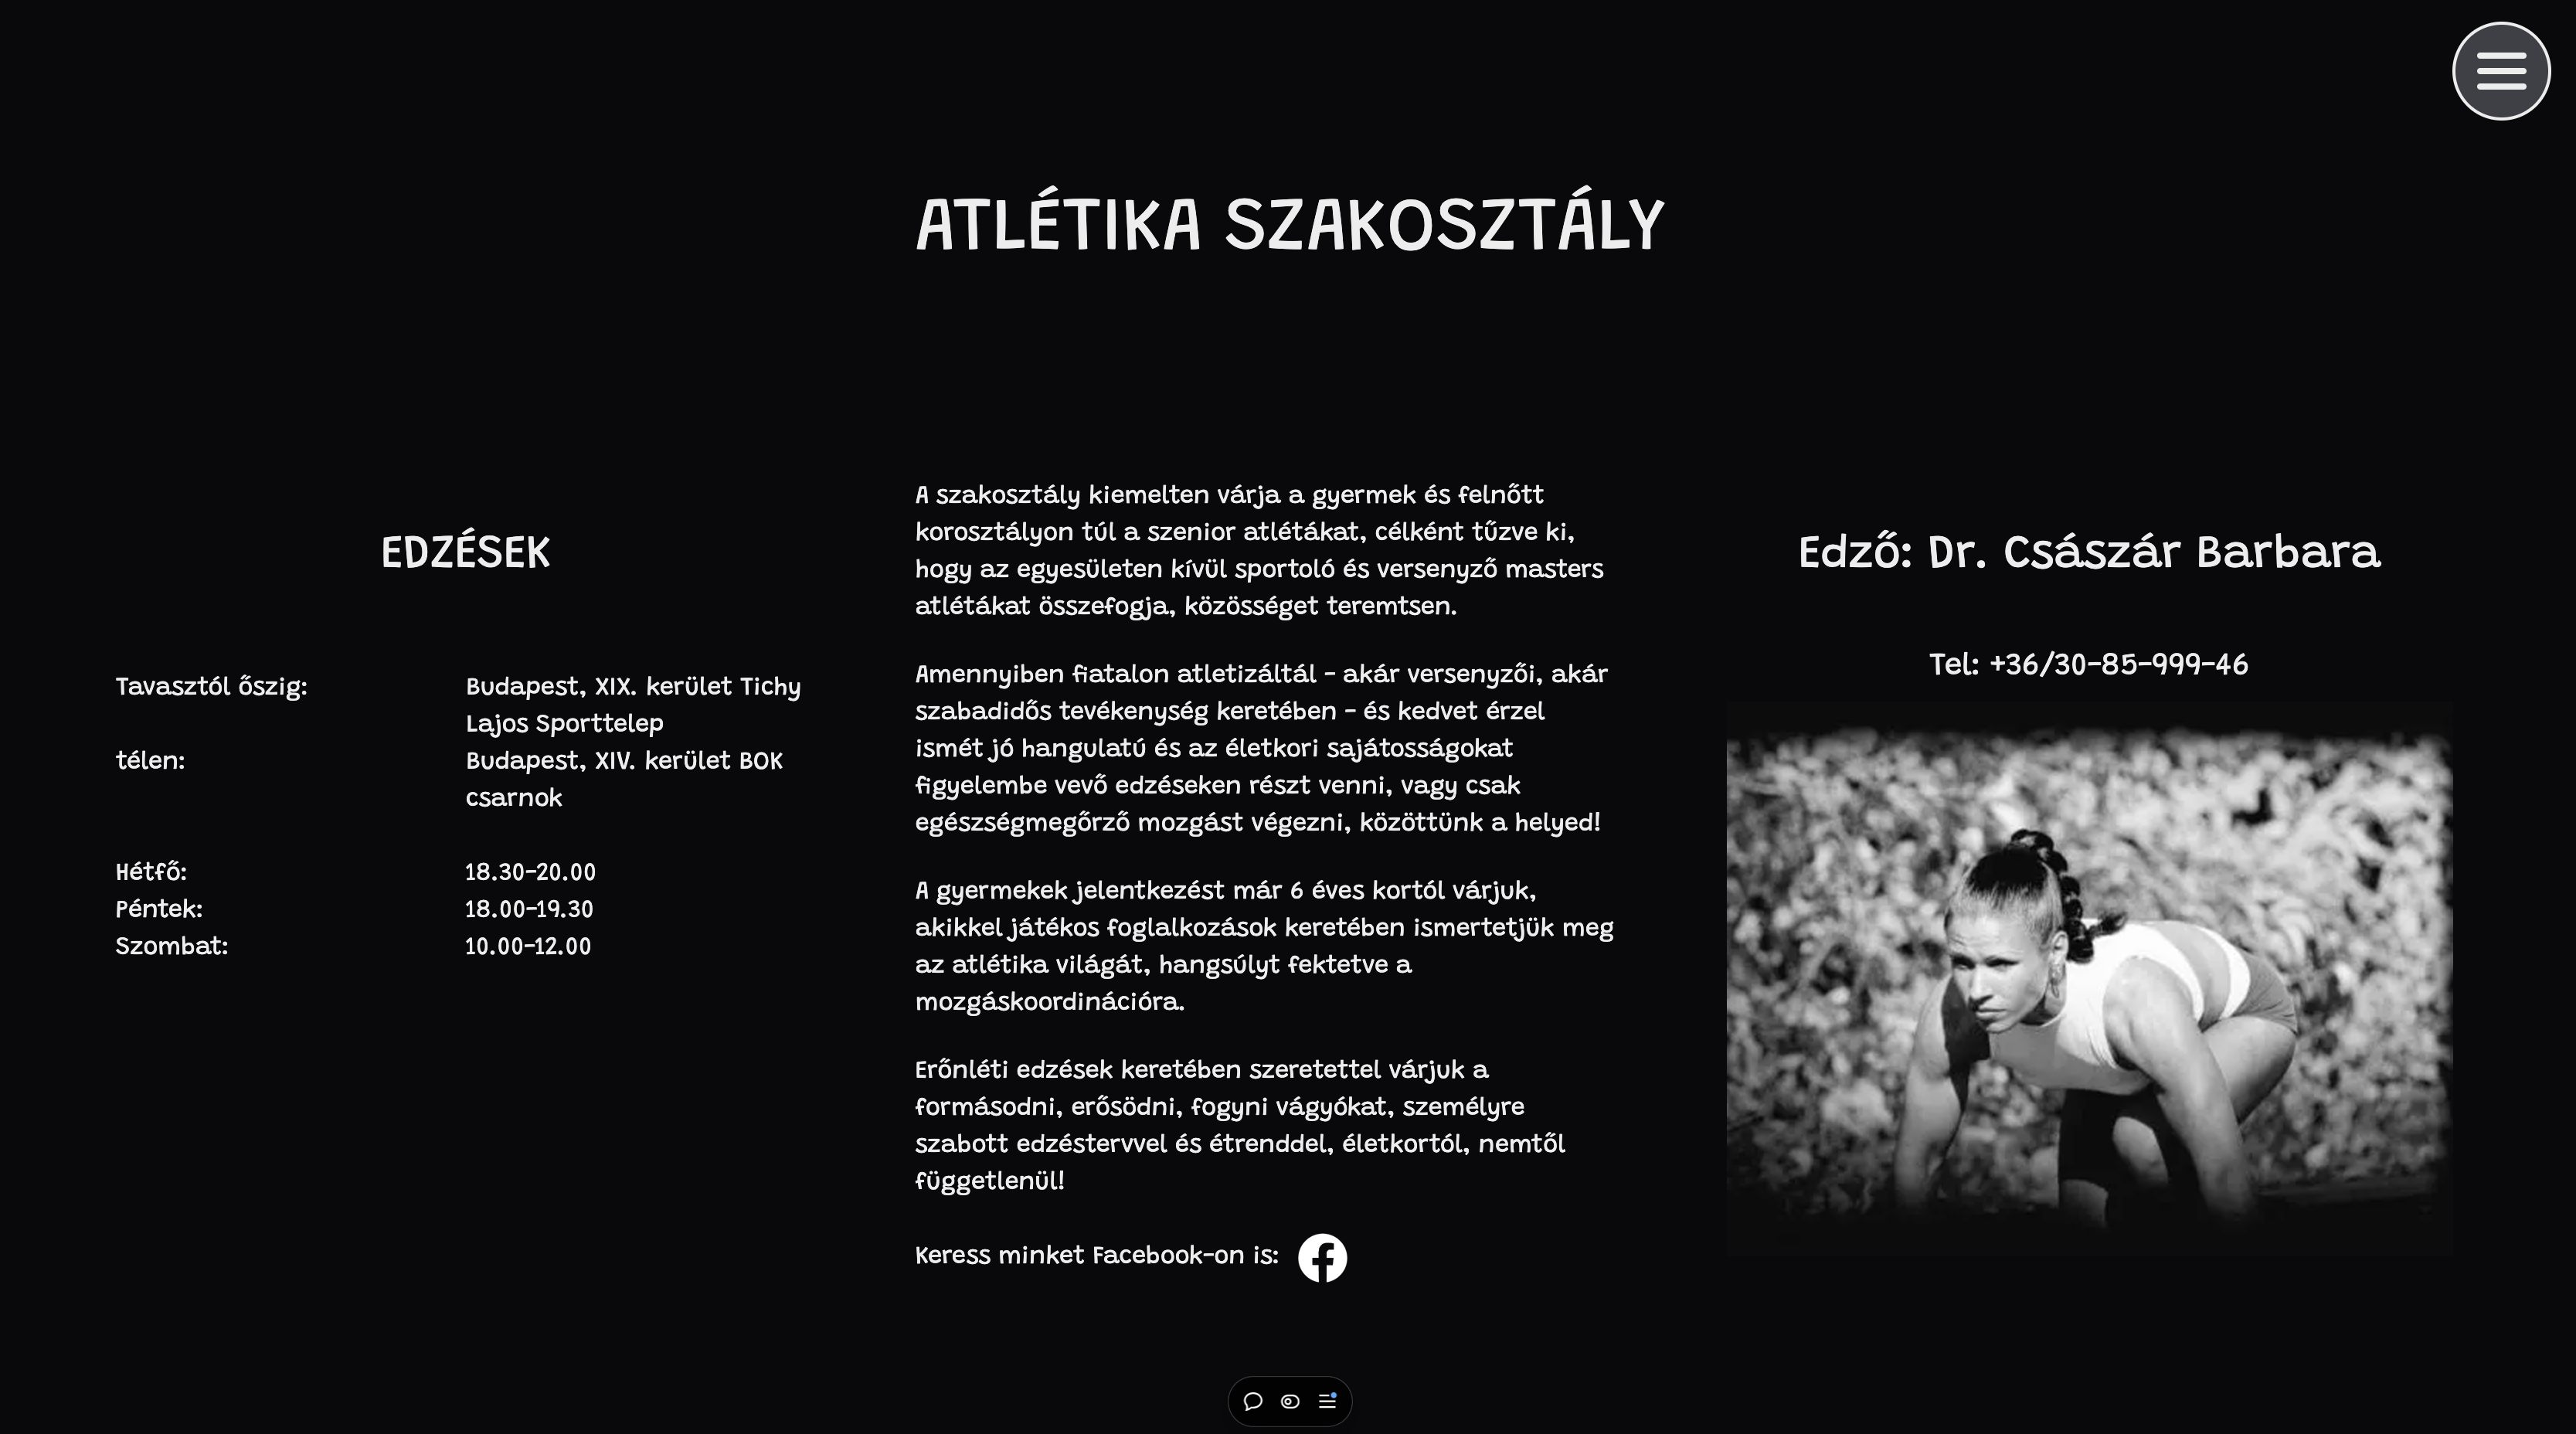 ATLÉTIKA SZAKOSZTÁLY
EDZÉSEK
Tavasztól őszig:
Budapest, XIX. kerület Tichy
Lajos Sporttelep
télen:
Budapest, XIV. kerület BOK
csarnok
Hétfő:
18.30-20.00
Péntek:
18.00-19.30
Szombat:
10.00-12.00
A szakosztály kiemelten várja a gyermek és felnőtt
korosztályon túl a szenior atlétákat, célként tűzve ki,
hogy az egyesületen kívül sportoló és versenyző masters
atlétákat összefogja, közösséget teremtsen.
Amennyiben fiatalon atletizáltál - akár versenyzői, akár
szabadidős tevékenység keretében - és kedvet érzel
ismét jó hangulatú és az életkori sajátosságokat
figyelembe vevő edzéseken részt venni, vagy csak
egészségmegőrző mozgást végezni, közöttünk a helyed!
A gyermekek jelentkezést már 6 éves kortól várjuk,
akikkel játékos foglalkozások keretében ismertetjük meg
az atlétika világát, hangsúlyt fektetve a
mozgáskoordinációra.
Erőnléti edzések keretében szeretettel várjuk a
formásodni, erősödni, fogyni vágyókat, személyre
szabott edzéstervvel és étrenddel, életkortól, nemtől
függetlenül!
Keress minket Facebook-on is:
Edző: Dr. Császár Barbara
Tel: +36/30-85-999-46